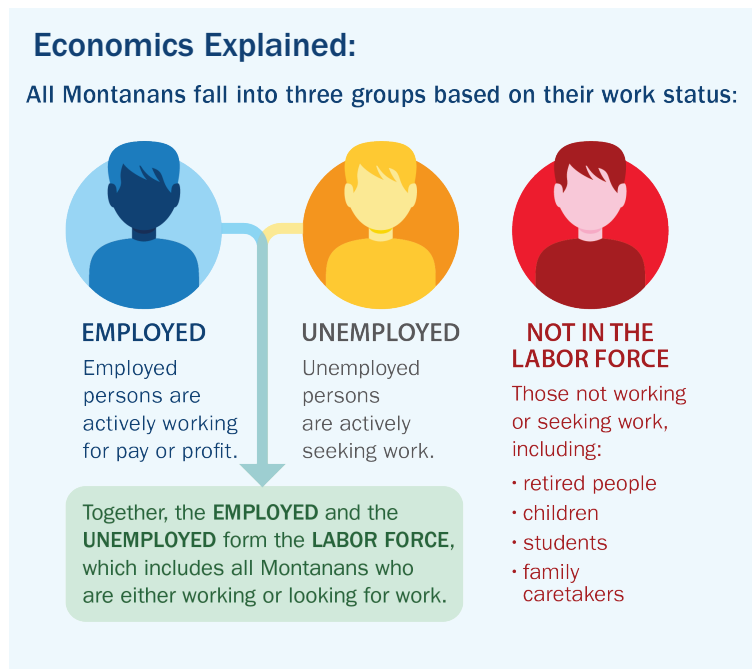 Economics Explained:
All Montanans fall into three groups based on their work status:
EMPLOYED
Employed
persons are
actively working
for pay or profit.
UNEMPLOYED
Unemployed
persons
are actively
seeking work.
NOT IN THE
LABOR FORCE
Those not working
or seeking work,
including:
• retired people
• children
• students
• family
caretakers
Together, the EMPLOYED and the
UNEMPLOYED form the LABOR FORCE,
which includes all Montanans who
are either working or looking for work.